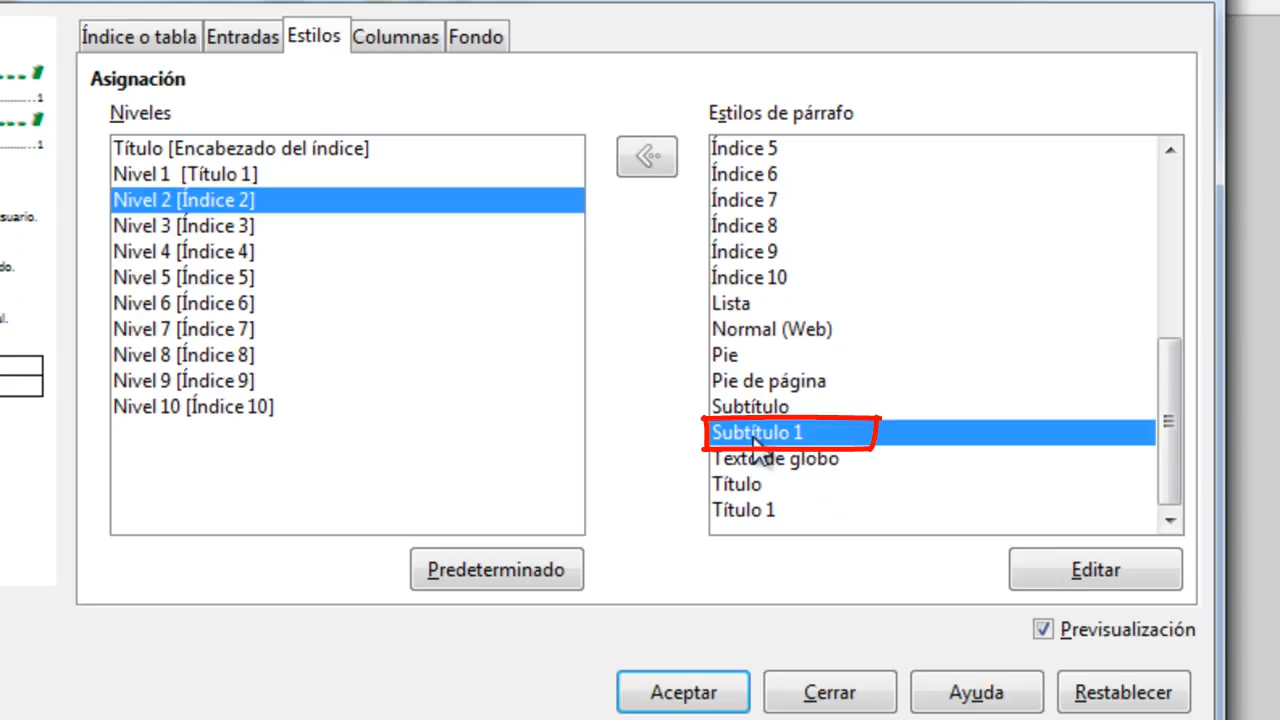 Índice o tabla Entradas Estilos Columnas Fondo
1
1
suario.
do.
Asignación
Niveles
Título [Encabezado del índice]
Nivel 1 [Título 1]
Nivel 2 [Índice 2]
Nivel 3 [Índice 3]
Nivel 4 [Índice 4]
Nivel 5 [Índice 5]
Nivel 6 [Índice 6]
Nivel 7 [Índice 7]
Nivel 8 [Índice 8]
Nivel 9 [Índice 9]
Nivel 10 [Índice 10]
Predeterminado
Estilos de párrafo
Índice 5
Índice 6
Índice 7
Índice 8
Índice 9
Índice 10
Lista
Normal (Web)
Pie
Pie de página
Subtítulo
Subtítulo 1
Texto de globo
Título
Título 1
Editar
Previsualización
Aceptar Cerrar Ayuda Restablecer